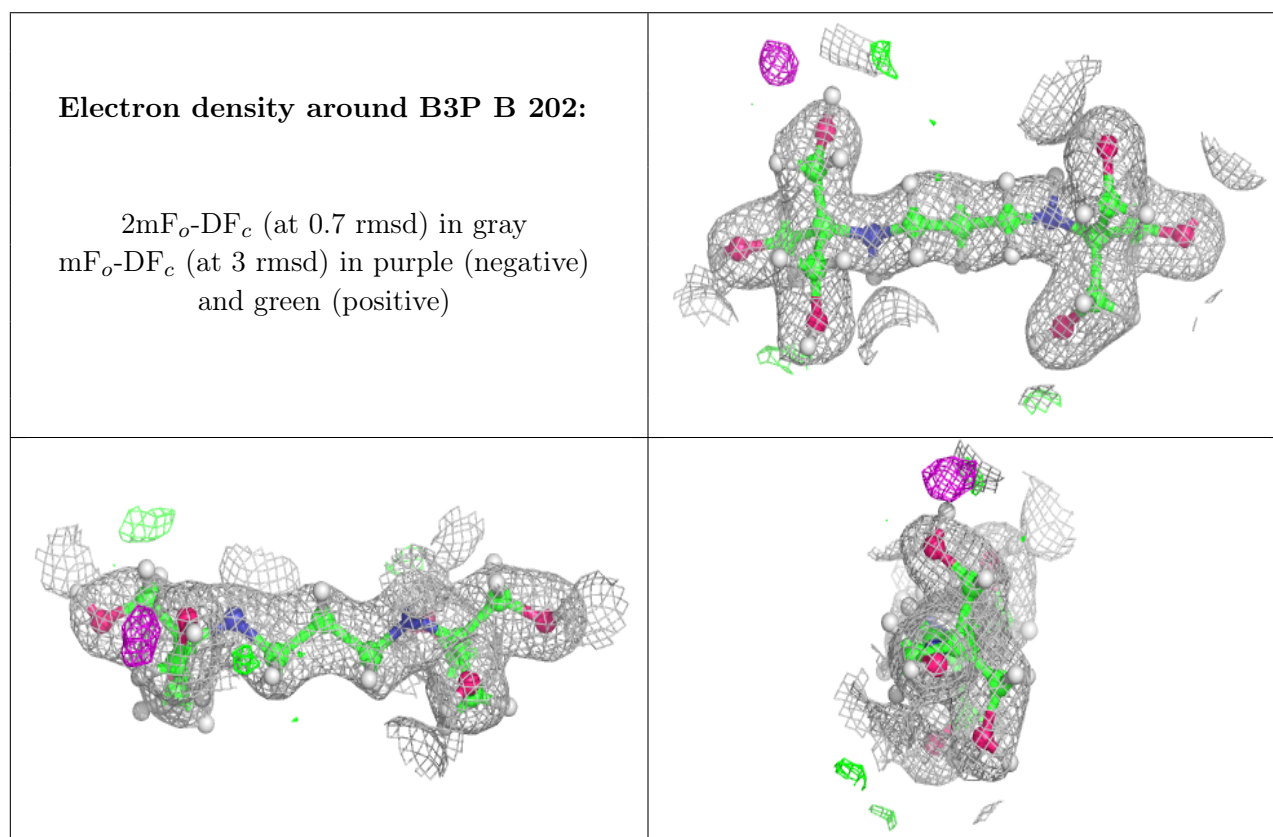 Electron density around B3P B 202:
2mFo-DFc (at 0.7 rmsd) in gray
mFo-DFc (at 3 rmsd) in purple (negative)
and green (positive)